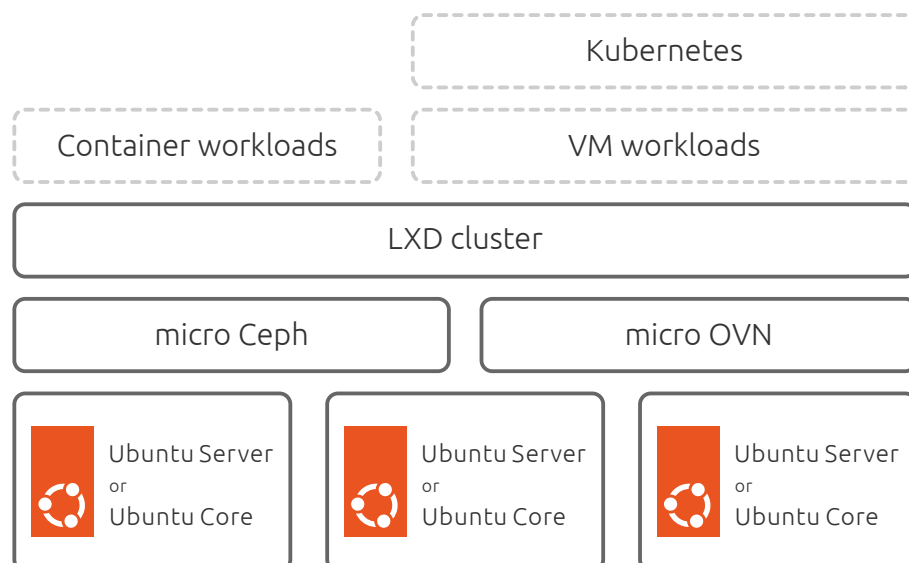 Kubernetes
Container workloads
VM workloads
LXD cluster
micro Ceph
micro OVN
Ubuntu Server
or
Ubuntu Core
Ubuntu Server
or
Ubuntu Core
Ubuntu Server
or
Ubuntu Core